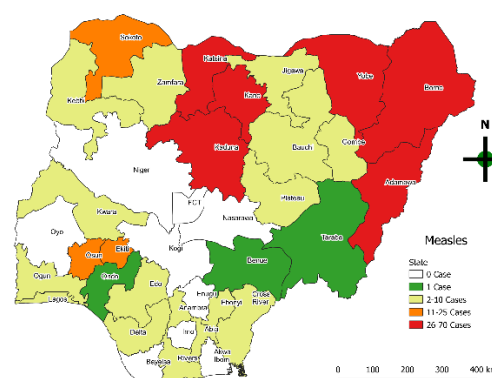 Sokoto
Katsina
Jigawa
Yobe
Borno
Zamfara
Kano
Kebbi
Kaduna
Bauch
Gombe
Niger
Adamawa
FCT
Plateau
Kwara
Nasarawa
Oyo
Taraba
Kogi
Osun
Ekiti
Benue
Ogun
Ondo
Edo
Lagos
Enugu
Anambra
Ebonyi
Cross
River
Delta
Imo
Abia
Bayelsa
Rivers
Akwa
Ibom
N
Measles
State
0 Case
1 Case
2-10 Cases
11-25 Cases
26-70 Cases
0 100 200 300 400 km